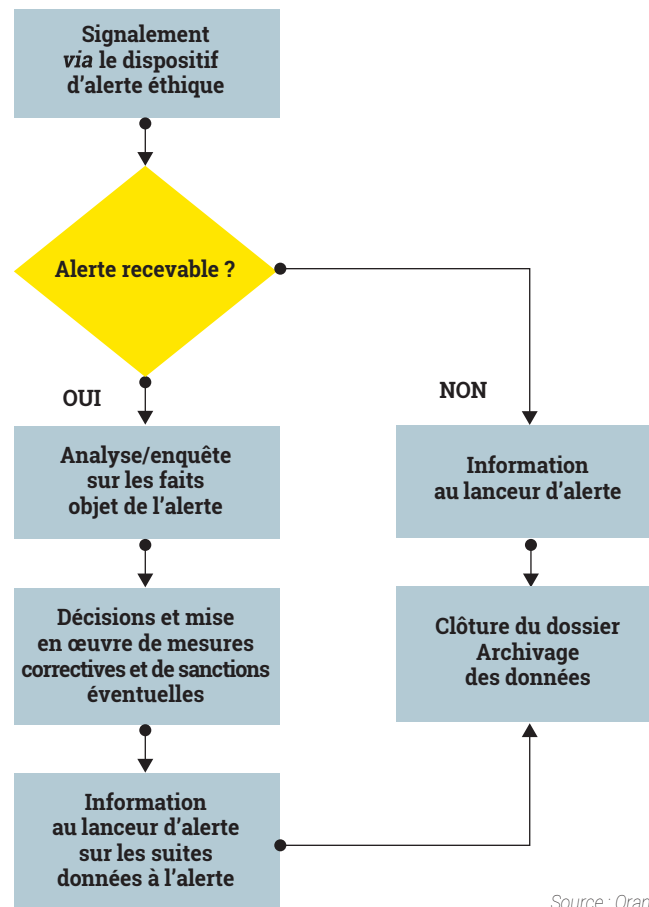 Signalement
via le dispositif
d’alerte éthique
Alerte recevable ?
OUI
NON
Analyse/enquête
sur les faits
objet de l’alerte
Information
au lanceur d’alerte
Décisions et mise
en œuvre de mesures
correctives et de sanctions
éventuelles
Clôture du dossier
Archivage
des données
Information
au lanceur d’alerte
sur les suites
données à l’alerte
Source : Oran